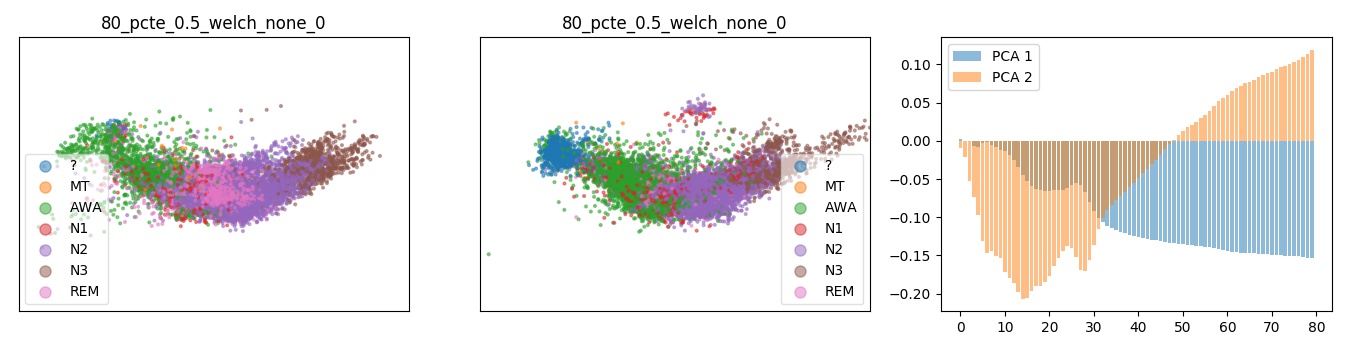 80_pcte_0.5_welch_none_0
?
MT
AWA
N1
N2
N3
REM
80_pcte_0.5_welch_none_0
?
MT
AWA
N1
N2
N3
REM
PCA 1
PCA 2
0.10
0.05
0.00
−0.05
−0.10
−0.15
−0.20
0 10 20 30 40 50 60 70 80